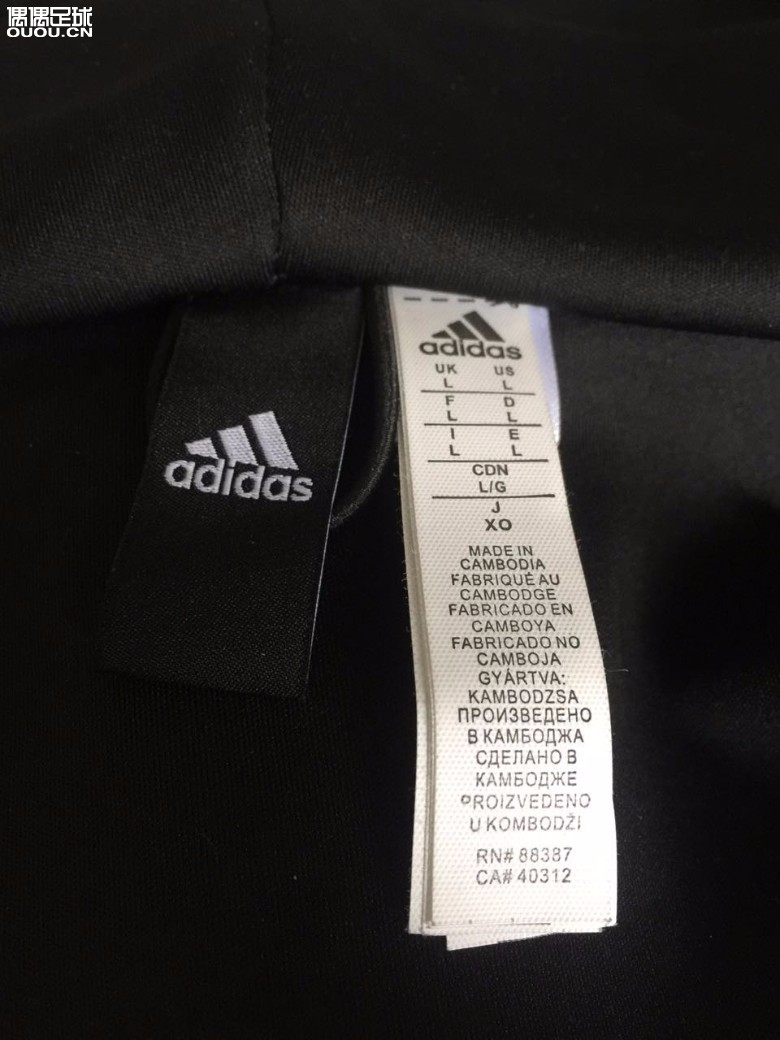 偶偶足球
OUOU.CN
adidas
adidas
UK US
L L
F D
L L
I E
L L
CDN
L/G
J
XO
MADE IN
CAMBODIA
FABRIQUÉ AU
CAMBODGE
FABRICADO EN
CAMBOYA
FABRICADO NO
CAMBOJA
GYÁRTVA:
KAMBODZSA
ПРОИЗВЕДЕНО
В КАМБОДЖА
СДЕЛАНО В
КАМБОДЖЕ
PROIZVEDENO
U KOMBODŽI
RN# 88387
CA# 40312